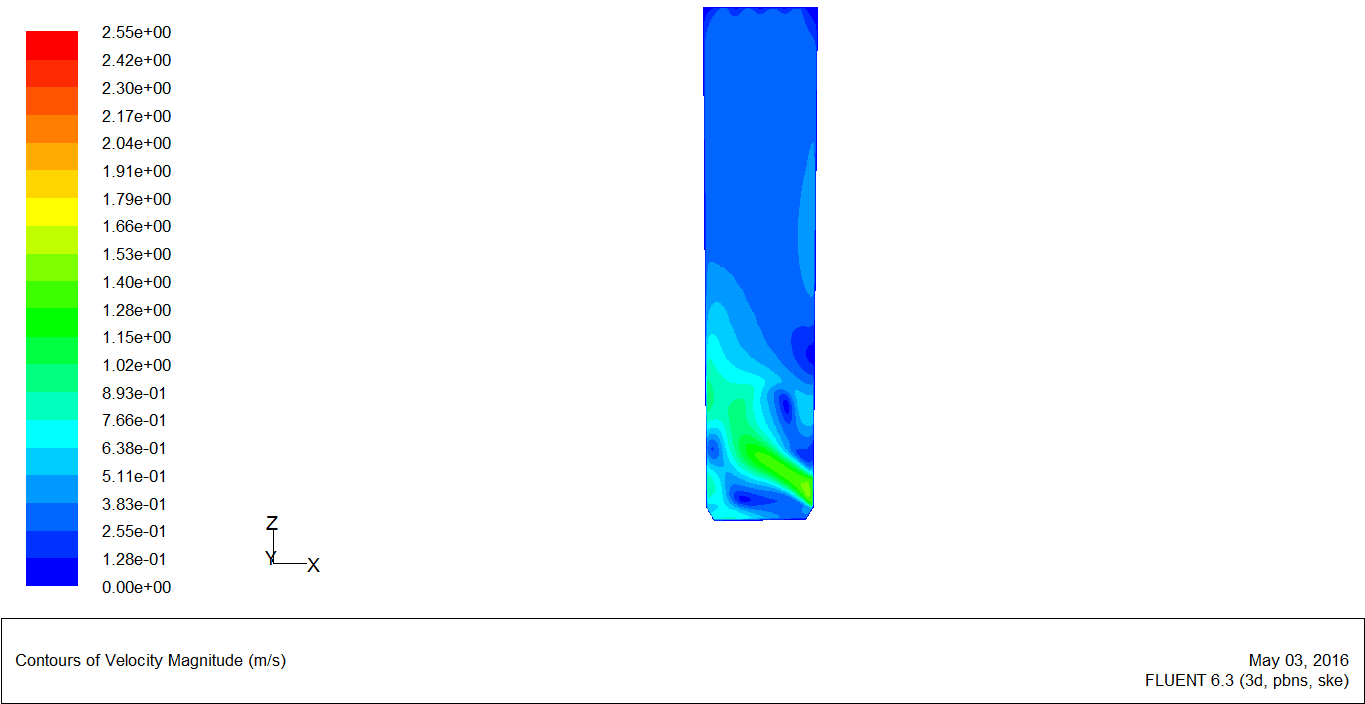 2.55e+00
2.42e+00
2.30e+00
2.17e+00
2.04e+00
1.91e+00
1.79e+00
1.66e+00
1.53e+00
1.40e+00
1.28e+00
1.15e+00
1.02e+00
8.93e-01
7.66e-01
6.38e-01
5.11e-01
3.83e-01
2.55e-01
1.28e-01
0.00e+00
Z
Y
X
Contours of Velocity Magnitude (m/s)
May 03, 2016
FLUENT 6.3 (3d, pbns, ske)